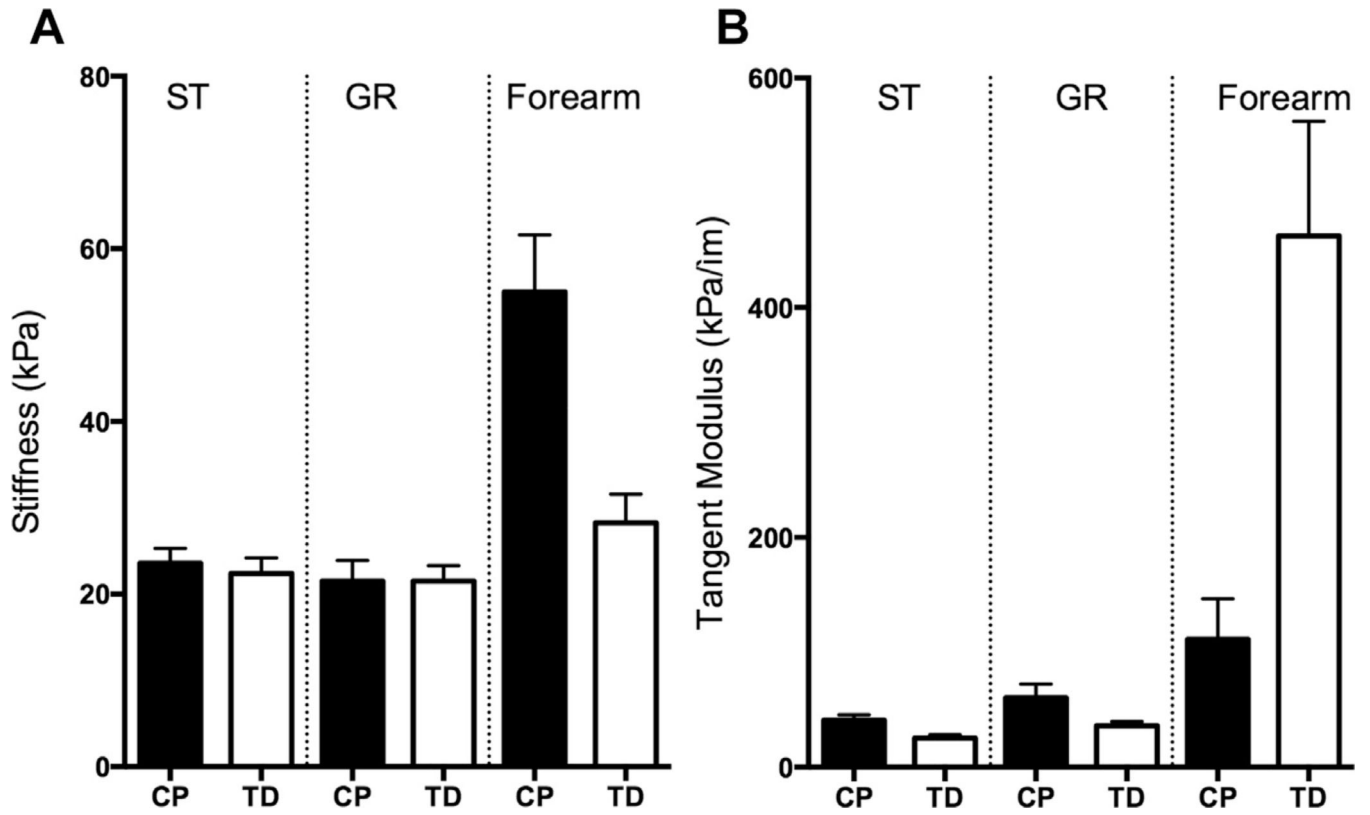 A
Stiffness (kPa)
80
60
40
20
0
ST
GR
Forearm
CP
TD
CP
TD
CP
TD
B
Tangent Modulus (kPa/im)
600
400
200
0
ST
GR
Forearm
CP
TD
CP
TD
CP
TD